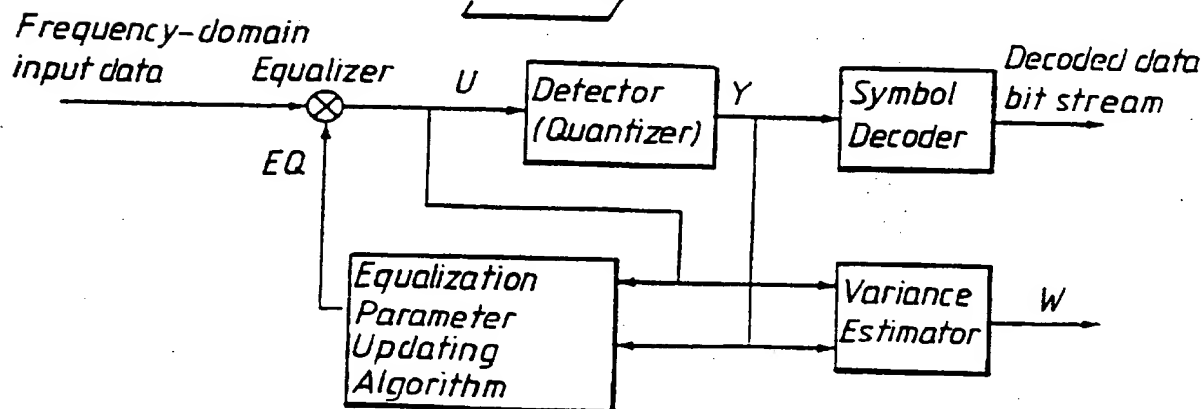 Frequency-domain
input data
Equalizer
U
Detector
(Quantizer)
Y
Symbol
Decoder
Decoded data
bit stream
EQ
Equalization
Parameter
Updating
Algorithm
Variance
Estimator
W